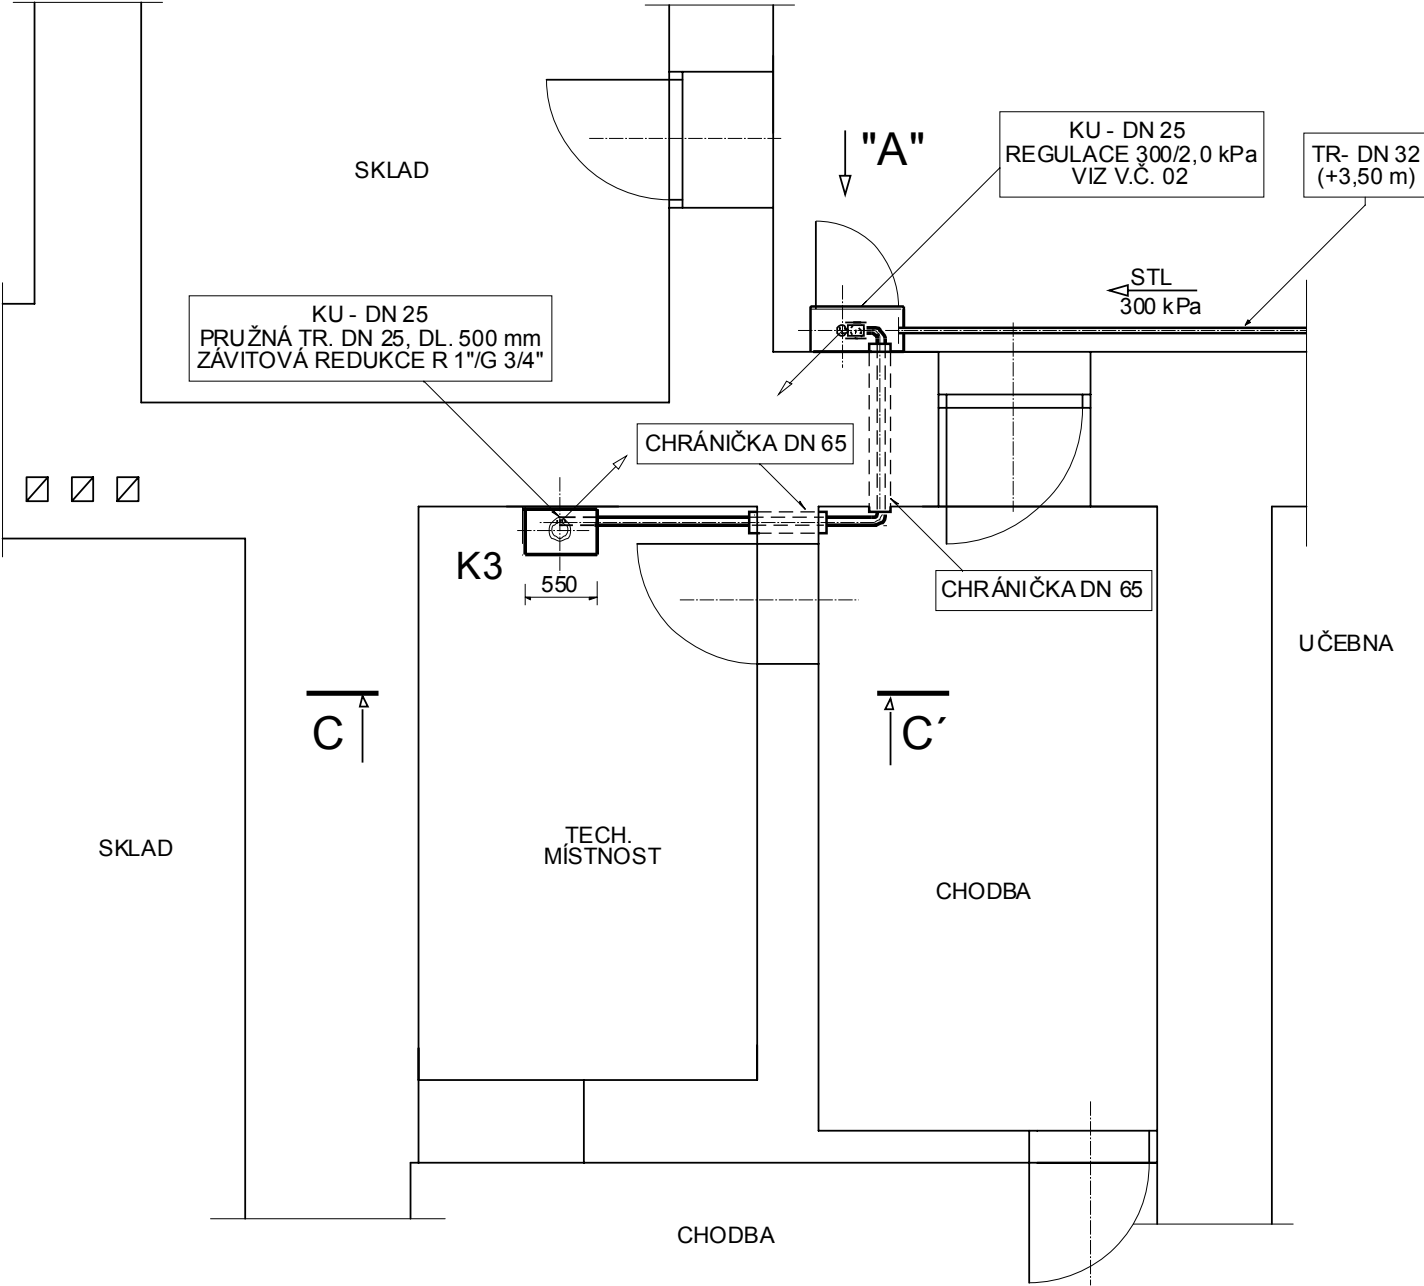 "A"
KU - DN 25
REGULACE 300/2,0 kPa
VIZ V.Č. 02
TR- DN 32
(+3,50 m)
SKLAD
STL
300 kPa
KU - DN 25
PRUŽNÁ TR. DN 25, DL. 500 mm
ZÁVITOVÁ REDUKCE R 1"/G 3/4"
CHRÁNIČKA DN 65
K3
550
CHRÁNIČKA DN 65
UČEBNA
C
C´
TECH.
MÍSTNOST
SKLAD
CHODBA
CHODBA